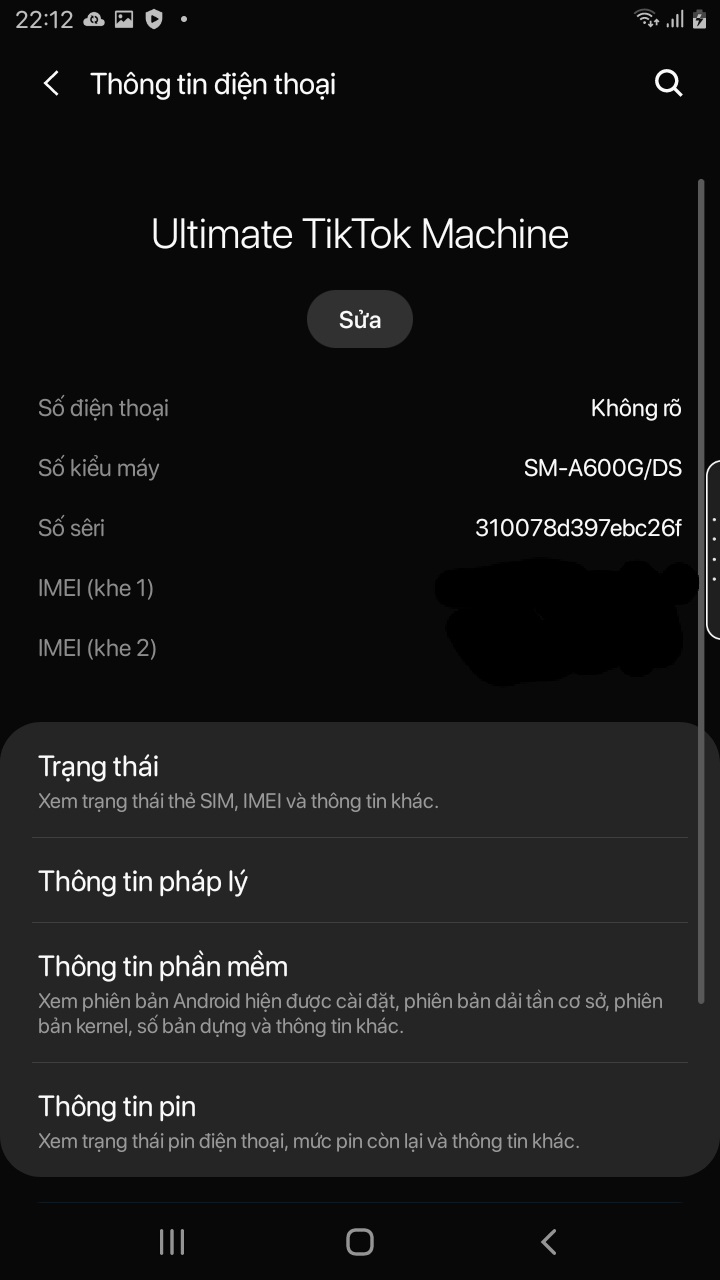 22:12
Thông tin điện thoại
Ultimate TikTok Machine
Sửa
Số điện thoại Không rõ
Số kiểu máy SM-A600G/DS
Số sêri 310078d397ebc26f
IMEI (khe 1)
IMEI (khe 2)
Trạng thái
Xem trạng thái thẻ SIM, IMEI và thông tin khác.
Thông tin pháp lý
Thông tin phần mềm
Xem phiên bản Android hiện được cài đặt, phiên bản dải tần cơ sở, phiên
bản kernel, số bản dựng và thông tin khác.
Thông tin pin
Xem trạng thái pin điện thoại, mức pin còn lại và thông tin khác.